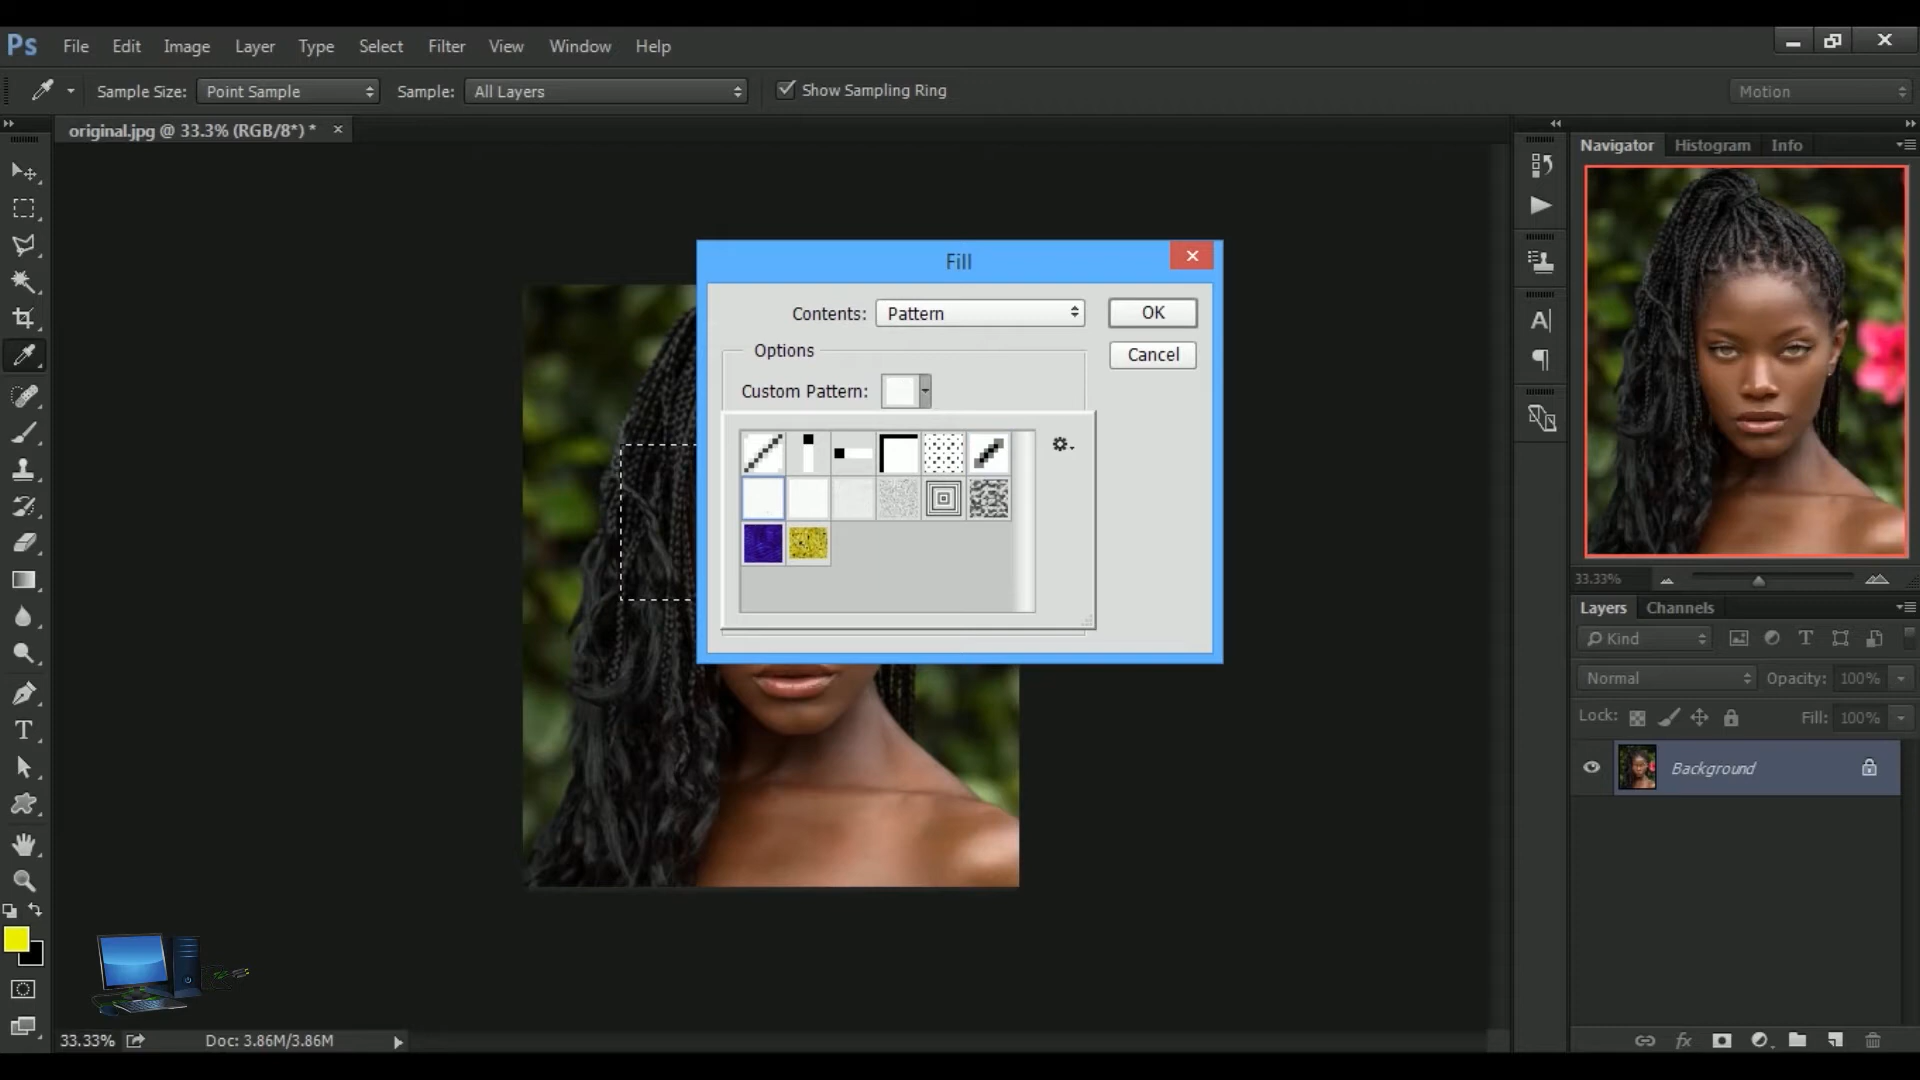 Ps File Edit Image Layer Type Select Filter View Window Help
Sample Size: Point Sample Sample: All Layers Show Sampling Ring Motion
original.jpg @ 33.3% (RGB/8*) *
Navigator Histogram Info
Fill
Contents: Pattern OK
Options
Cancel
Custom Pattern:
33.33%
Layers Channels
Kind
Normal Opacity: 100%
Lock: Fill: 100%
Background
33.33% Doc: 3.86M/3.86M